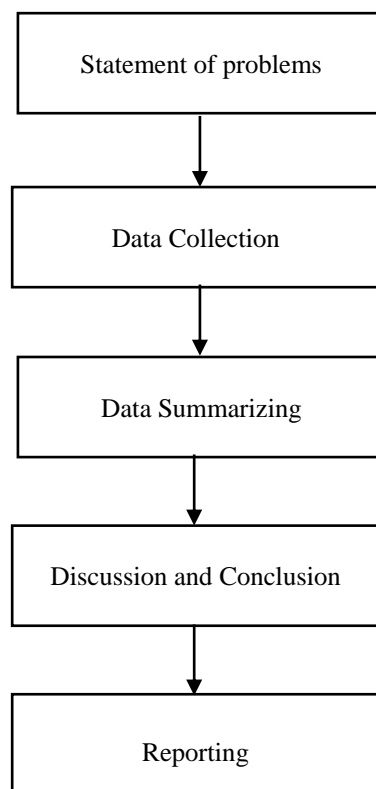 Statement of problems
Data Collection
Data Summarizing
Discussion and Conclusion
Reporting